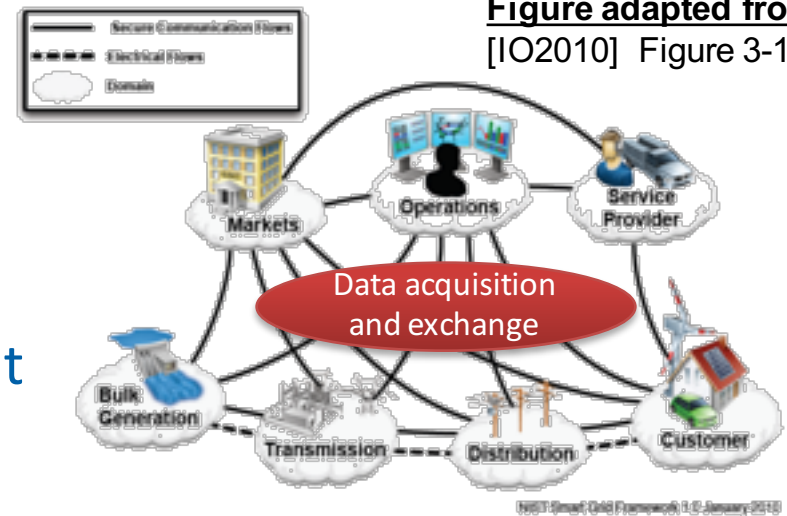 Figure adapted fro
[IO2010] Figure 3-1
Secure Communication Flows
Electrical Flows
Domain
Markets
Operations
Service
Provider
Data acquisition
and exchange
t
Bulk
Generation
Transmission
Distribution
Customer
NIST Smart Grid Framework 1.0 January 2010